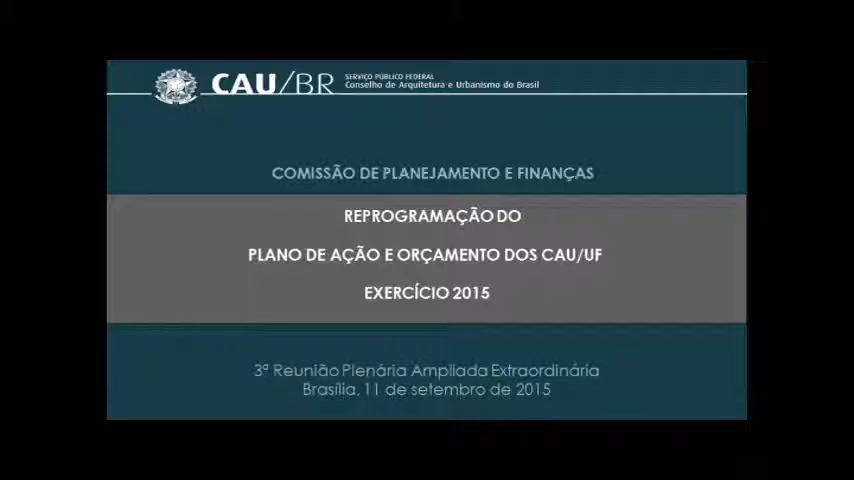 CAU/BR
SERVIÇO PÚBLICO FEDERAL
Conselho de Arquitetura e Urbanismo do Brasil
COMISSÃO DE PLANEJAMENTO E FINANÇAS
REPROGRAMAÇÃO DO
PLANO DE AÇÃO E ORÇAMENTO DOS CAU/UF
EXERCÍCIO 2015
3ª Reunião Plenária Ampliada Extraordinária
Brasília, 11 de setembro de 2015